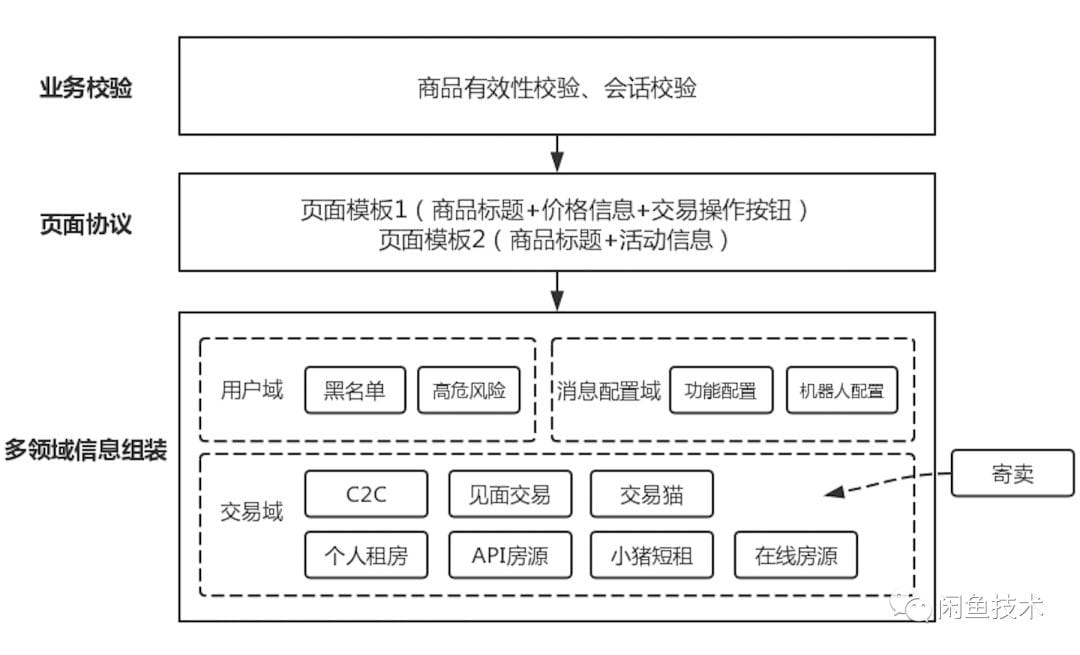 业务校验
商品有效性校验、会话校验
页面协议
页面模板1（商品标题+价格信息+交易操作按钮）
页面模板2（商品标题+活动信息）
多领域信息组装
用户域
黑名单
高危风险
消息配置域
功能配置
机器人配置
交易域
C2C
见面交易
交易猫
个人租房
API房源
小猪短租
在线房源
寄卖
闲鱼技术